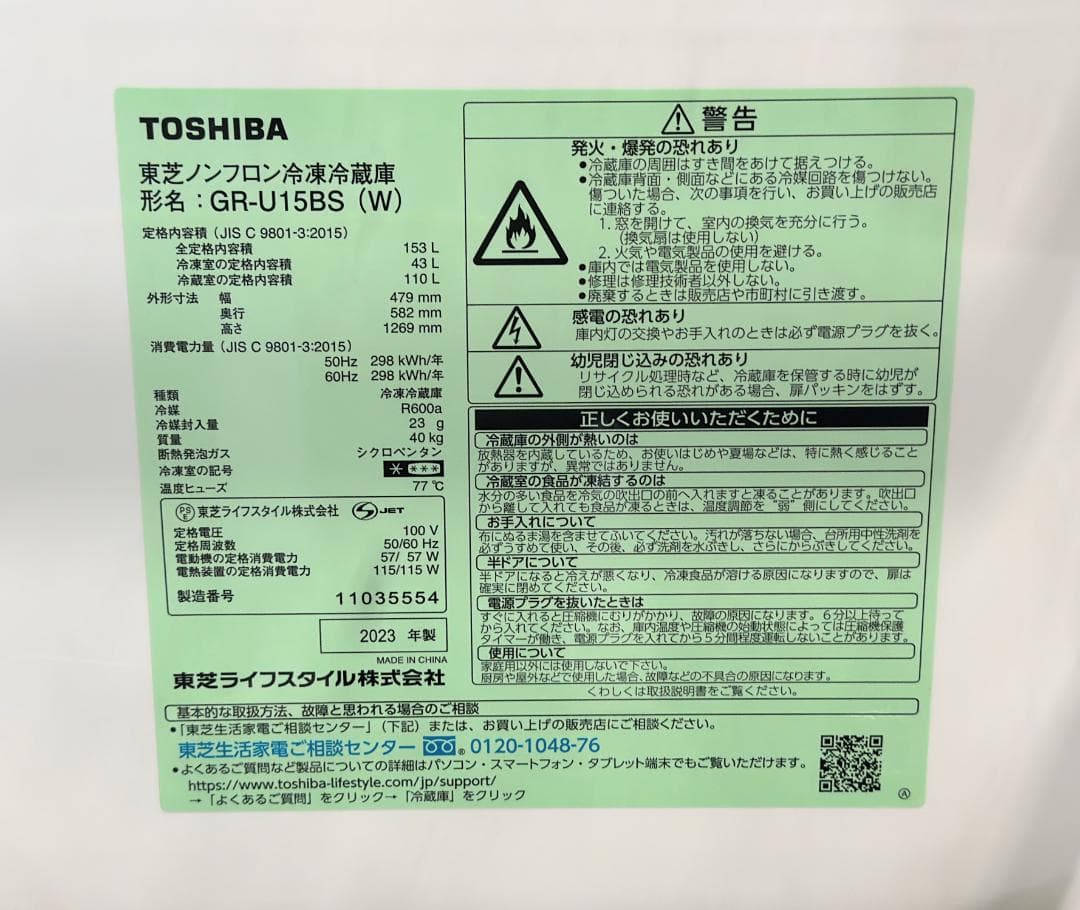 TOSHIBA
東芝ノンフロン冷凍冷蔵庫
形名：GR-U15BS（W）
定格内容積（JIS C 9801-3:2015）
全定格内容積 153 L
冷凍室の定格内容積 43 L
冷蔵室の定格内容積 110 L
外形寸法 幅 479 mm
奥行 582 mm
高さ 1269 mm
消費電力量（JIS C 9801-3:2015）
50Hz 298 kWh/年
60Hz 298 kWh/年
種類 冷凍冷蔵庫
冷媒 R600a
冷媒封入量 23 g
質量 40 kg
断熱発泡ガス シクロペンタン
冷凍室の記号 * ***
温度ヒューズ 77 ℃
PSE 東芝ライフスタイル株式会社 S JET
定格電圧 100 V
定格周波数 50/60 Hz
電動機の定格消費電力 57/ 57 W
電熱装置の定格消費電力 115/115 W
製造番号 11035554
2023 年製
MADE IN CHINA
東芝ライフスタイル株式会社
警告
発火・爆発の恐れあり
●冷蔵庫の周囲はすき間をあけて据えつける。
●冷蔵庫背面・側面などにある冷媒回路を傷つけない。
傷ついた場合、次の事項を行い、お買い上げの販売店
に連絡する。
1. 窓を開けて、室内の換気を充分に行う。
（換気扇は使用しない）
2. 火気や電気製品の使用を避ける。
●庫内では電気製品を使用しない。
●修理は修理技術者以外しない。
●廃棄するときは販売店や市町村に引き渡す。
感電の恐れあり
庫内灯の交換やお手入れのときは必ず電源プラグを抜く。
幼児閉じ込みの恐れあり
リサイクル処理時など、冷蔵庫を保管する時に幼児が
閉じ込められる恐れがある場合、扉パッキンをはずす。
正しくお使いいただくために
冷蔵庫の外側が熱いのは
放熱器を内蔵しているため、お使いはじめや夏場などは、特に熱く感じること
がありますが、異常ではありません。
冷蔵室の食品が凍結するのは
水分の多い食品を冷気の吹出口の前へ入れますと凍ることがあります。吹出口
から離して入れても食品が凍るときは、温度調節を"弱"側にしてください。
お手入れについて
布にぬるま湯を含ませてふいてください。汚れが落ちない場合、台所用中性洗剤を
必ずうすめて使い、その後、必ず洗剤を水ぶきし、さらにからぶきしてください。
半ドアについて
半ドアになると冷えが悪くなり、冷凍食品が溶ける原因になりますので、扉は
確実に閉めてください。
電源プラグを抜いたときは
すぐに入れると圧縮機にむりがかかり、故障の原因になります。6分以上待って
から入れてください。なお、庫内温度や圧縮機の始動状態によっては圧縮機保護
タイマーが働き、電源プラグを入れてから5分間程度運転しないことがあります。
使用について
家庭用以外には使用しないで下さい。
厨房や屋外などで使用した場合、故障などの不具合の原因になります。
くわしくは取扱説明書をご覧ください。
基本的な取扱方法、故障と思われる場合のご相談
●「東芝生活家電ご相談センター」（下記）または、お買い上げの販売店にご相談ください。
東芝生活家電ご相談センター ® 0120-1048-76
●よくあるご質問など製品についての詳細はパソコン・スマートフォン・タブレット端末でもご覧いただけます。
https://www.toshiba-lifestyle.com/jp/support/
→「よくあるご質問」をクリック→「冷蔵庫」をクリック
Ⓐ